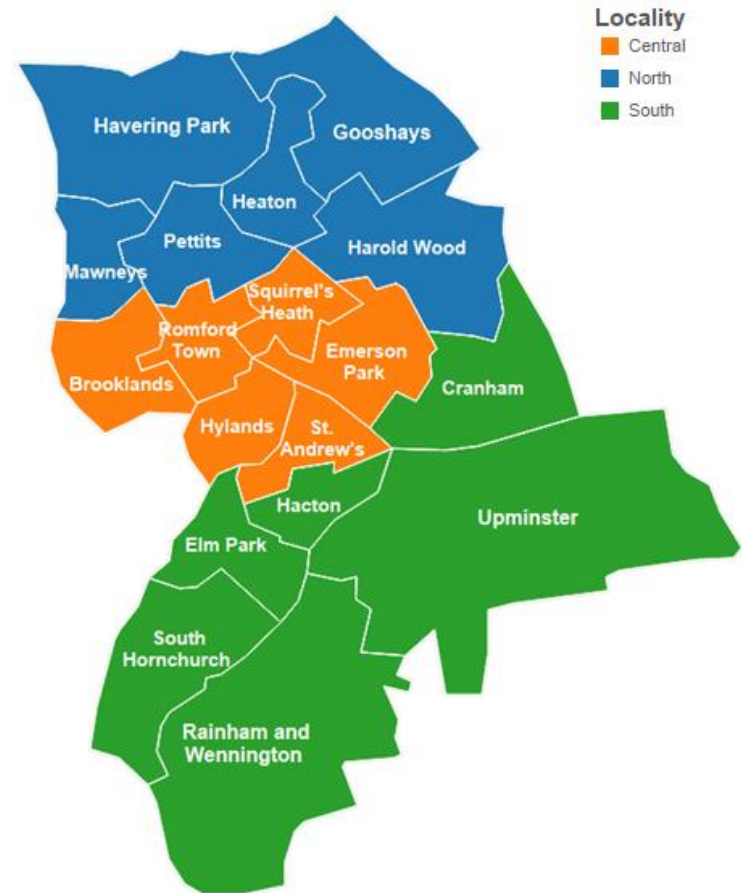 Locality
Central
North
South
Havering Park
Gooshays
Heaton
Pettits
Harold Wood
Mawneys
Squirrel's
Heath
Romford
Town
Emerson
Park
Brooklands
Cranham
Hylands
St.
Andrew's
Hacton
Upminster
Elm Park
South
Hornchurch
Rainham and
Wennington